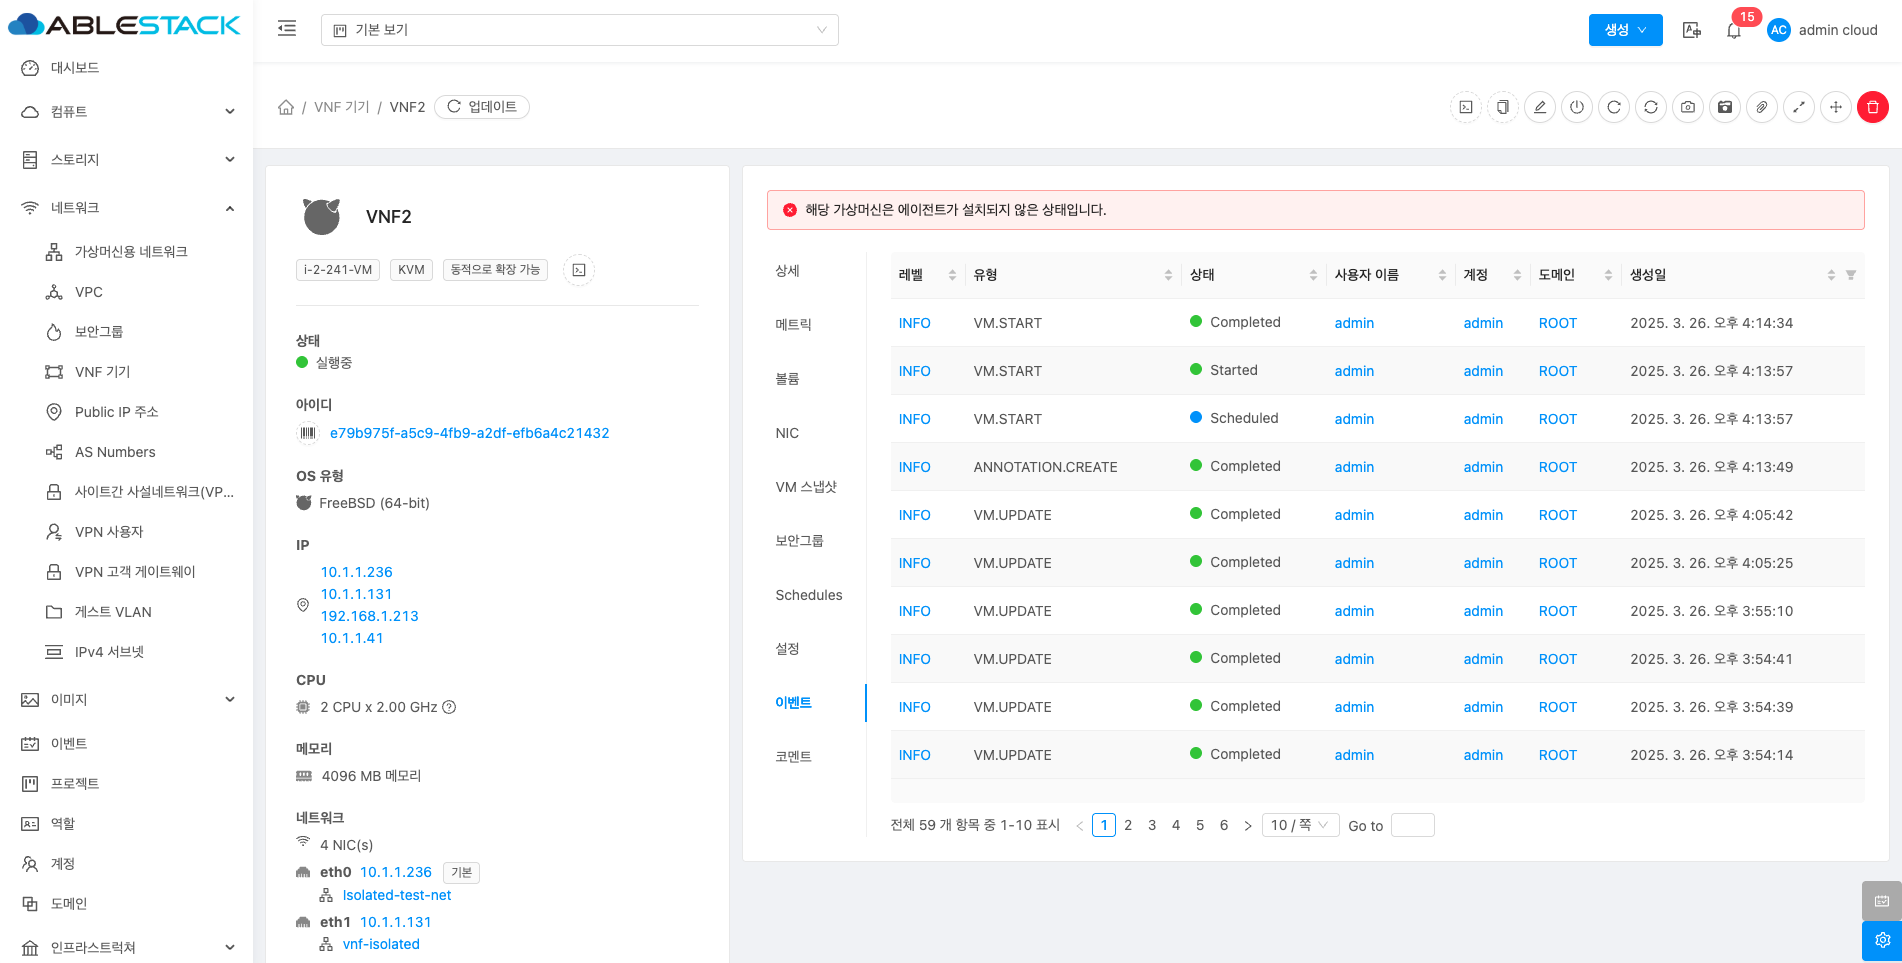 ABLESTACK
기본 보기
생성
15
AC
admin cloud
대시보드
컴퓨트
스토리지
네트워크
가상머신용 네트워크
VPC
보안그룹
VNF 기기
Public IP 주소
AS Numbers
사이트간 사설네트워크(VP...
VPN 사용자
VPN 고객 게이트웨이
게스트 VLAN
IPv4 서브넷
이미지
이벤트
프로젝트
역할
계정
도메인
인프라스트럭쳐
/ VNF 기기 / VNF2 업데이트
VNF2
i-2-241-VM KVM 동적으로 확장 가능
상태
실행중
아이디
e79b975f-a5c9-4fb9-a2df-efb6a4c21432
OS 유형
FreeBSD (64-bit)
IP
10.1.1.236
10.1.1.131
192.168.1.213
10.1.1.41
CPU
2 CPU x 2.00 GHz
메모리
4096 MB 메모리
네트워크
4 NIC(s)
eth0 10.1.1.236 기본
Isolated-test-net
eth1 10.1.1.131
vnf-isolated
해당 가상머신은 에이전트가 설치되지 않은 상태입니다.
상세
메트릭
볼륨
NIC
VM 스냅샷
보안그룹
Schedules
설정
이벤트
코멘트
레벨 유형 상태 사용자 이름 계정 도메인 생성일
INFO VM.START Completed admin admin ROOT 2025. 3. 26. 오후 4:14:34
INFO VM.START Started admin admin ROOT 2025. 3. 26. 오후 4:13:57
INFO VM.START Scheduled admin admin ROOT 2025. 3. 26. 오후 4:13:57
INFO ANNOTATION.CREATE Completed admin admin ROOT 2025. 3. 26. 오후 4:13:49
INFO VM.UPDATE Completed admin admin ROOT 2025. 3. 26. 오후 4:05:42
INFO VM.UPDATE Completed admin admin ROOT 2025. 3. 26. 오후 4:05:25
INFO VM.UPDATE Completed admin admin ROOT 2025. 3. 26. 오후 3:55:10
INFO VM.UPDATE Completed admin admin ROOT 2025. 3. 26. 오후 3:54:41
INFO VM.UPDATE Completed admin admin ROOT 2025. 3. 26. 오후 3:54:39
INFO VM.UPDATE Completed admin admin ROOT 2025. 3. 26. 오후 3:54:14
전체 59 개 항목 중 1-10 표시 < 1 2 3 4 5 6 > 10 / 쪽 Go to